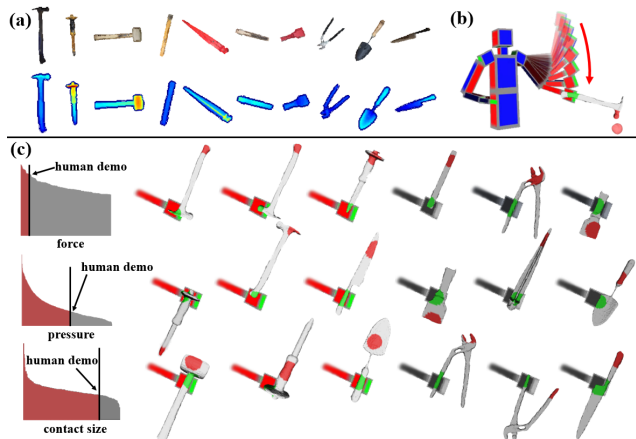 (a)
(b)
(c)
human demo
force
human demo
pressure
human demo
contact size